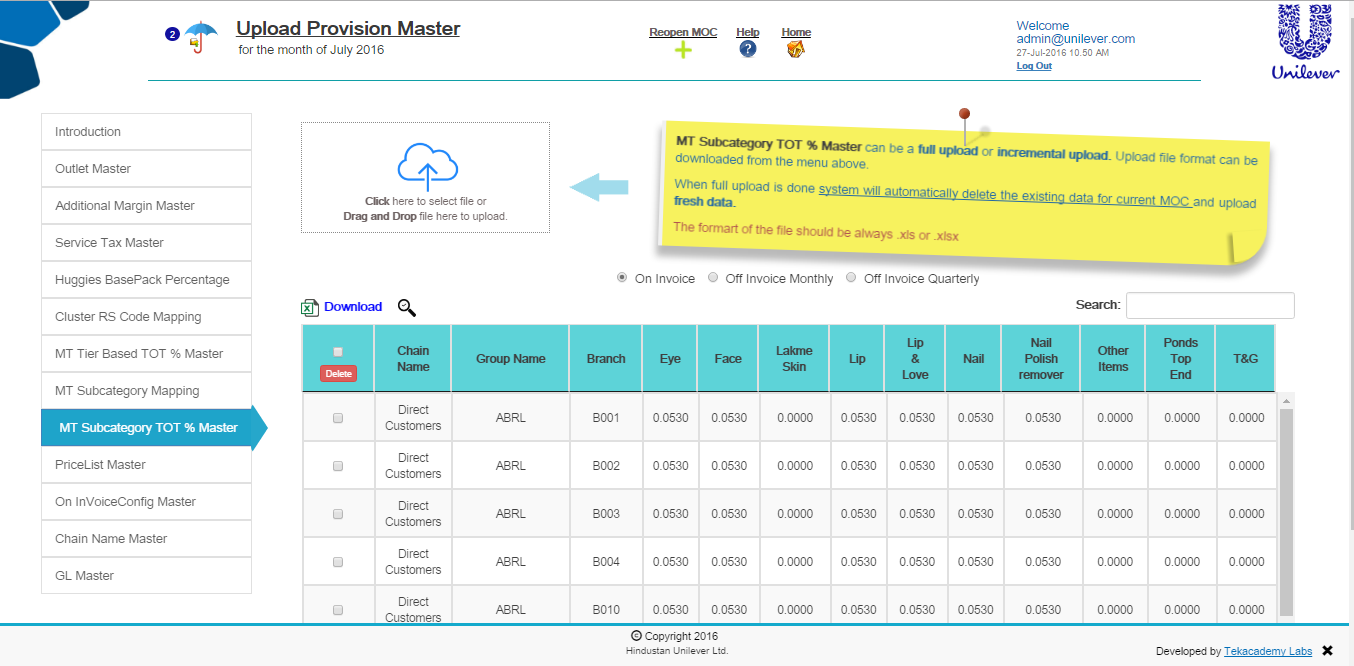 2
Upload Provision Master
for the month of July 2016
Reopen MOC
Help
Home
Welcome
admin@unilever.com
27-Jul-2016 10.50 AM
Log Out
Unilever
Introduction
Outlet Master
Additional Margin Master
Service Tax Master
Huggies BasePack Percentage
Cluster RS Code Mapping
MT Tier Based TOT % Master
MT Subcategory Mapping
MT Subcategory TOT % Master
PriceList Master
On InVoiceConfig Master
Chain Name Master
GL Master
Click here to select file or
Drag and Drop file here to upload.
MT Subcategory TOT % Master can be a full upload or incremental upload. Upload file format can be
downloaded from the menu above.
When full upload is done system will automatically delete the existing data for current MOC and upload
fresh data.
The formart of the file should be always .xls or .xlsx
On Invoice Off Invoice Monthly Off Invoice Quarterly
Download
Search:
Delete Chain Name Group Name Branch Eye Face Lakme Skin Lip Lip & Love Nail Nail Polish remover Other Items Ponds Top End T&G
Direct Customers ABRL B001 0.0530 0.0530 0.0000 0.0530 0.0530 0.0530 0.0530 0.0000 0.0000 0.0000
Direct Customers ABRL B002 0.0530 0.0530 0.0000 0.0530 0.0530 0.0530 0.0530 0.0000 0.0000 0.0000
Direct Customers ABRL B003 0.0530 0.0530 0.0000 0.0530 0.0530 0.0530 0.0530 0.0000 0.0000 0.0000
Direct Customers ABRL B004 0.0530 0.0530 0.0000 0.0530 0.0530 0.0530 0.0530 0.0000 0.0000 0.0000
Direct Customers ABRL B010 0.0530 0.0530 0.0000 0.0530 0.0530 0.0530 0.0530 0.0000 0.0000 0.0000
© Copyright 2016
Hindustan Unilever Ltd.
Developed by Tekacademy Labs